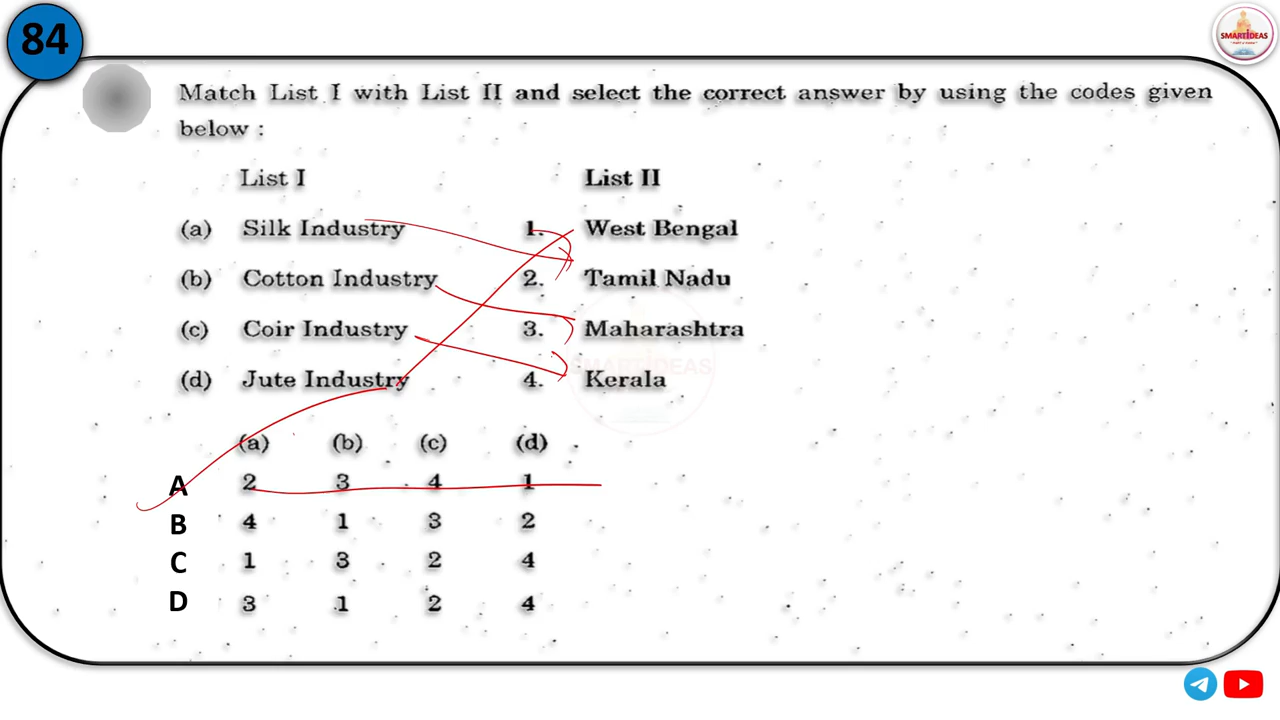 84
SMARTIDEAS
Match List I with List II and select the correct answer by using the codes given
below :
List I List II
(a) Silk Industry 1. West Bengal
(b) Cotton Industry 2. Tamil Nadu
(c) Coir Industry 3. Maharashtra
(d) Jute Industry 4. Kerala
SMARTIDEAS
(a) (b) (c) (d)
A 2 3 4 1
B 4 1 3 2
C 1 3 2 4
D 3 1 2 4